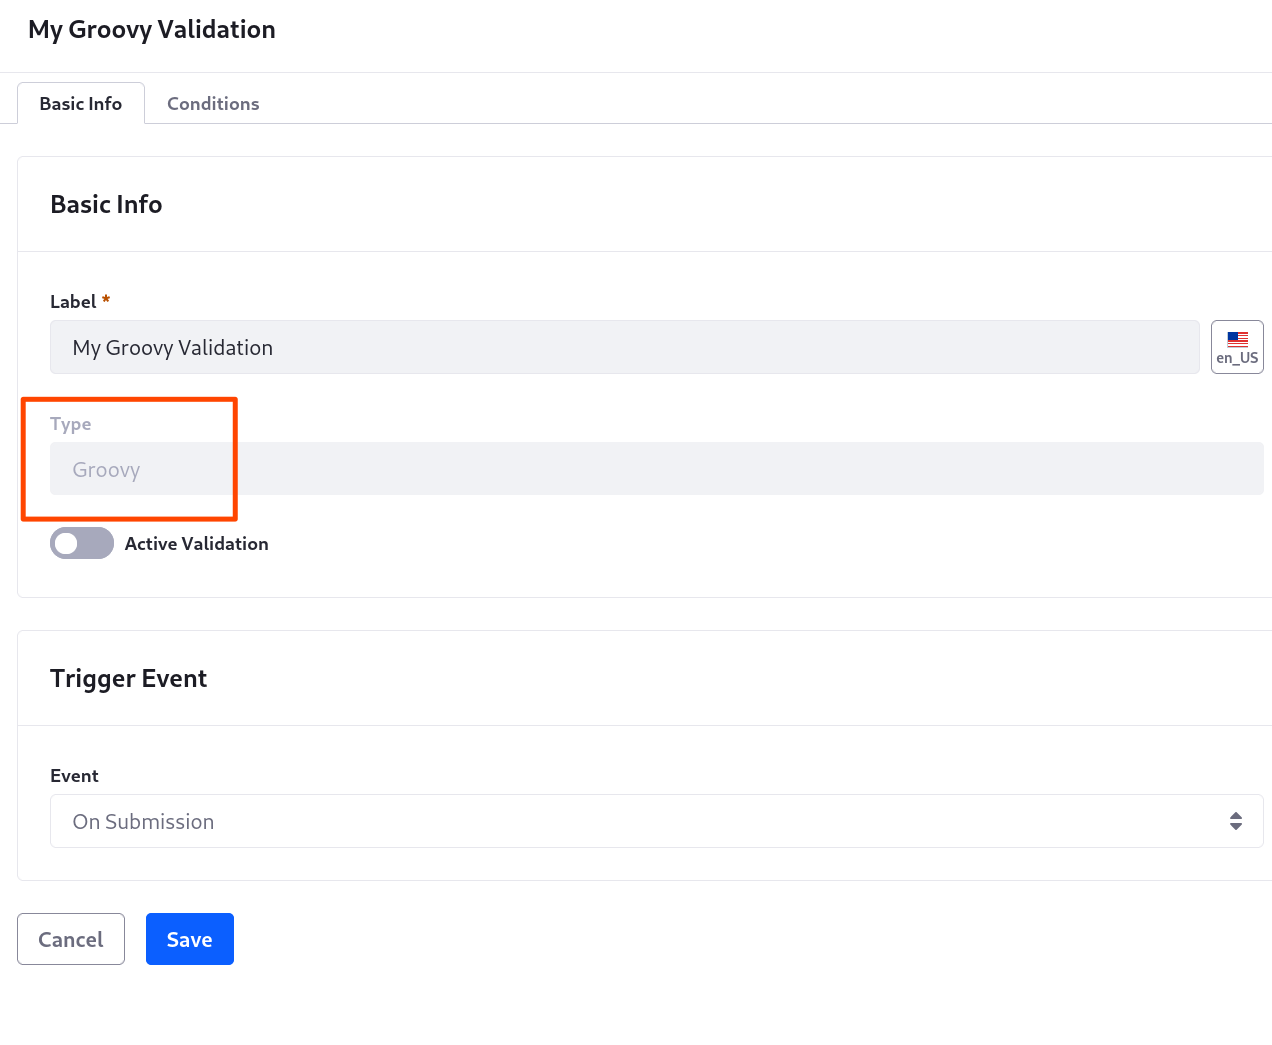 My Groovy Validation
Basic Info
Conditions
Basic Info
Label *
My Groovy Validation
en_US
Type
Groovy
Active Validation
Trigger Event
Event
On Submission
Cancel
Save